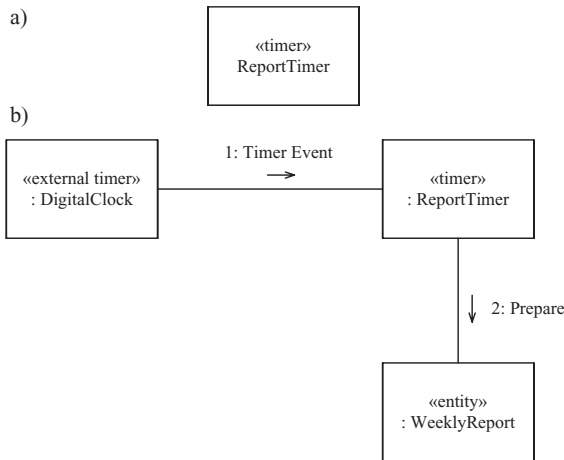 a)
«timer»
ReportTimer
b)
1: Timer Event
«external timer»
: DigitalClock
«timer»
: ReportTimer
2: Prepare
«entity»
: WeeklyReport